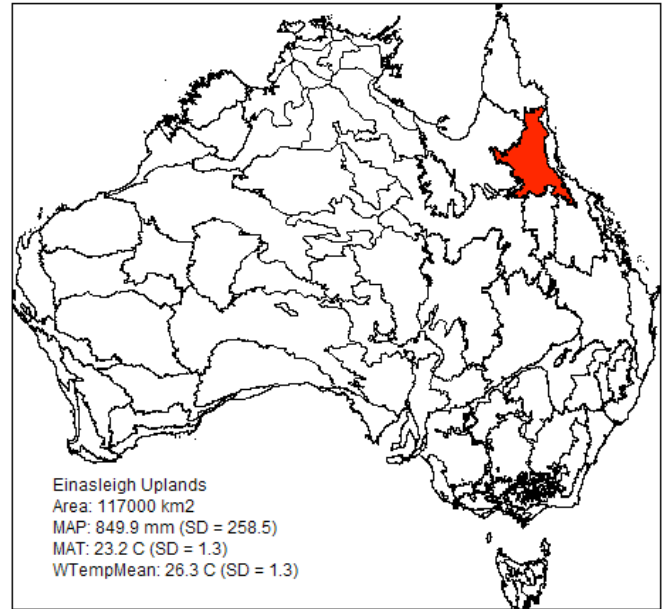 Einasleigh Uplands
Area: 117000 km2
MAP: 849.9 mm (SD = 258.5)
MAT: 23.2 C (SD = 1.3)
WTempMean: 26.3 C (SD = 1.3)